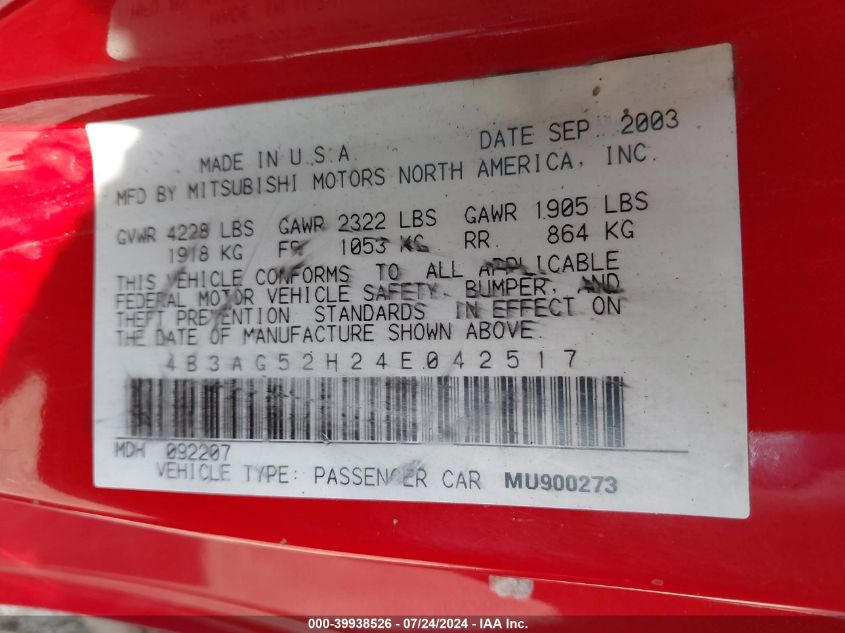 MADE IN U.S.A. DATE SEP. 2003
MFD BY MITSUBISHI MOTORS NORTH AMERICA, INC.
GVWR 4228 LBS GAWR 2322 LBS GAWR 1905 LBS
1918 KG FR. 1053 KG RR. 864 KG
THIS VEHICLE CONFORMS TO ALL APPLICABLE
FEDERAL MOTOR VEHICLE SAFETY, BUMPER, AND
THEFT PREVENTION STANDARDS IN EFFECT ON
THE DATE OF MANUFACTURE SHOWN ABOVE.
4B3AG52H24E042517
MDH 092207
VEHICLE TYPE: PASSENGER CAR MU900273
000-39938526 - 07/24/2024 - IAA Inc.